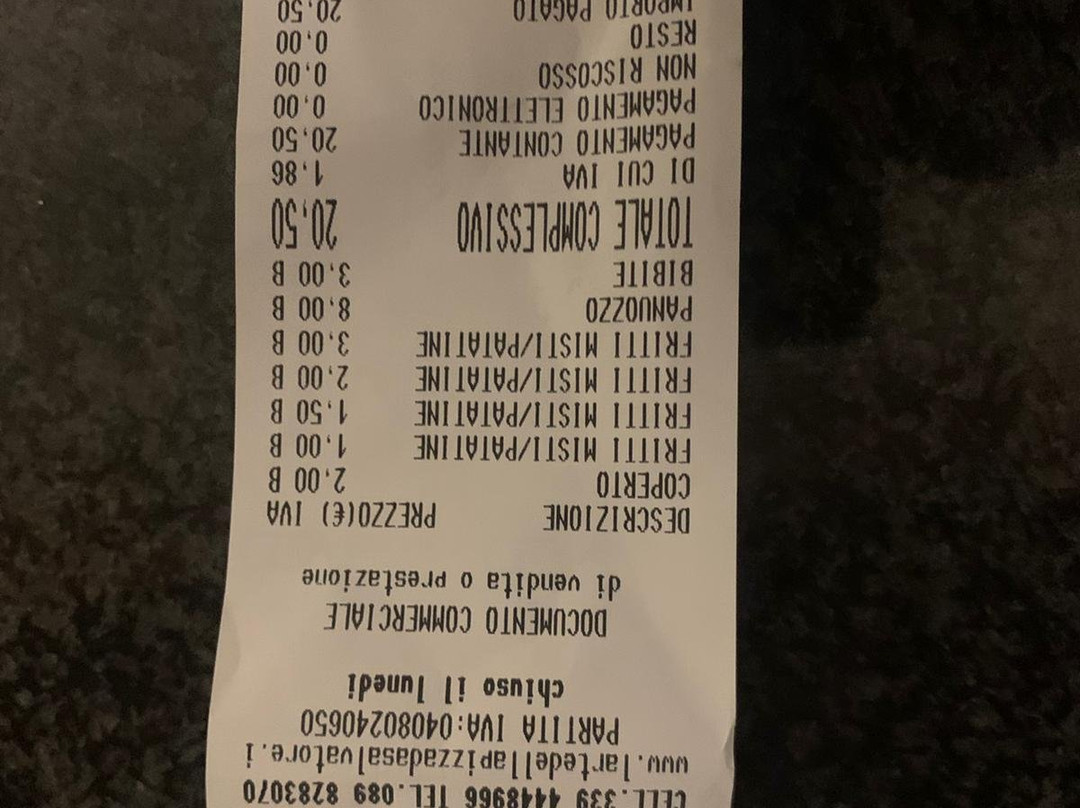 CELL.339 4448966 TEL.089 8283070
www.lartedellapizzadasalvatore.i
PARTITA IVA:04080240650
chiuso il lunedì
DOCUMENTO COMMERCIALE
di vendita o prestazione
DESCRIZIONE PREZZO(€) IVA
COPERTO 2,00 B
FRITTI MISTI/PATATINE 1,00 B
FRITTI MISTI/PATATINE 1,50 B
FRITTI MISTI/PATATINE 2,00 B
FRITTI MISTI/PATATINE 3,00 B
PANUOZZO 8,00 B
BIBITE 3,00 B
TOTALE COMPLESSIVO 20,50
DI CUI IVA 1,86
PAGAMENTO CONTANTE 20,50
PAGAMENTO ELETTRONICO 0,00
NON RISCOSSO 0,00
RESTO 0,00
IMPORTO PAGATO 20,50